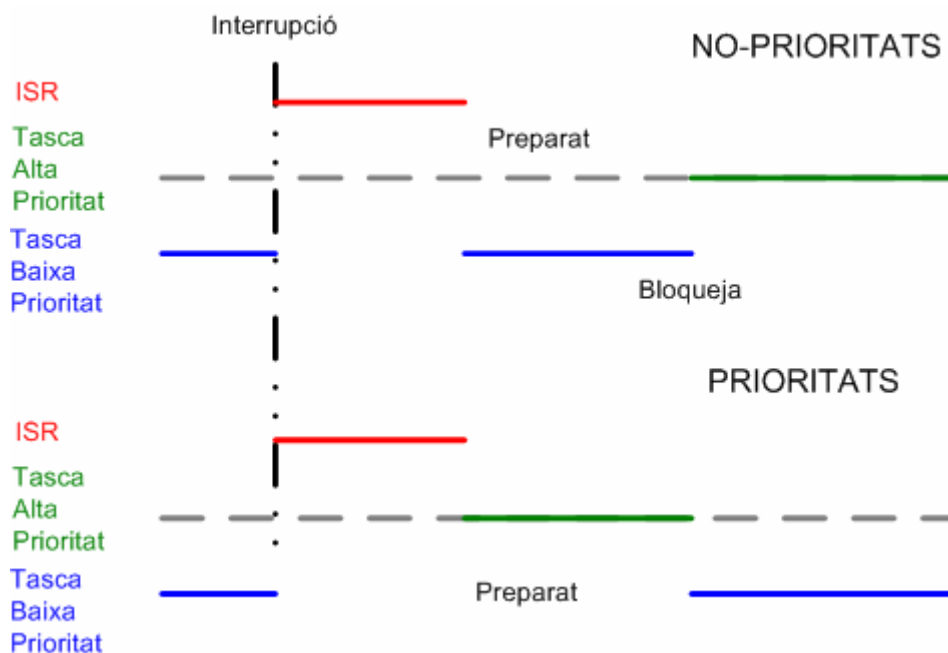 Interrupció
NO-PRIORITATS
ISR
Tasca
Alta
Prioritat
Preparat
Tasca
Baixa
Prioritat
Bloqueja
PRIORITATS
ISR
Tasca
Alta
Prioritat
Tasca
Baixa
Prioritat
Preparat